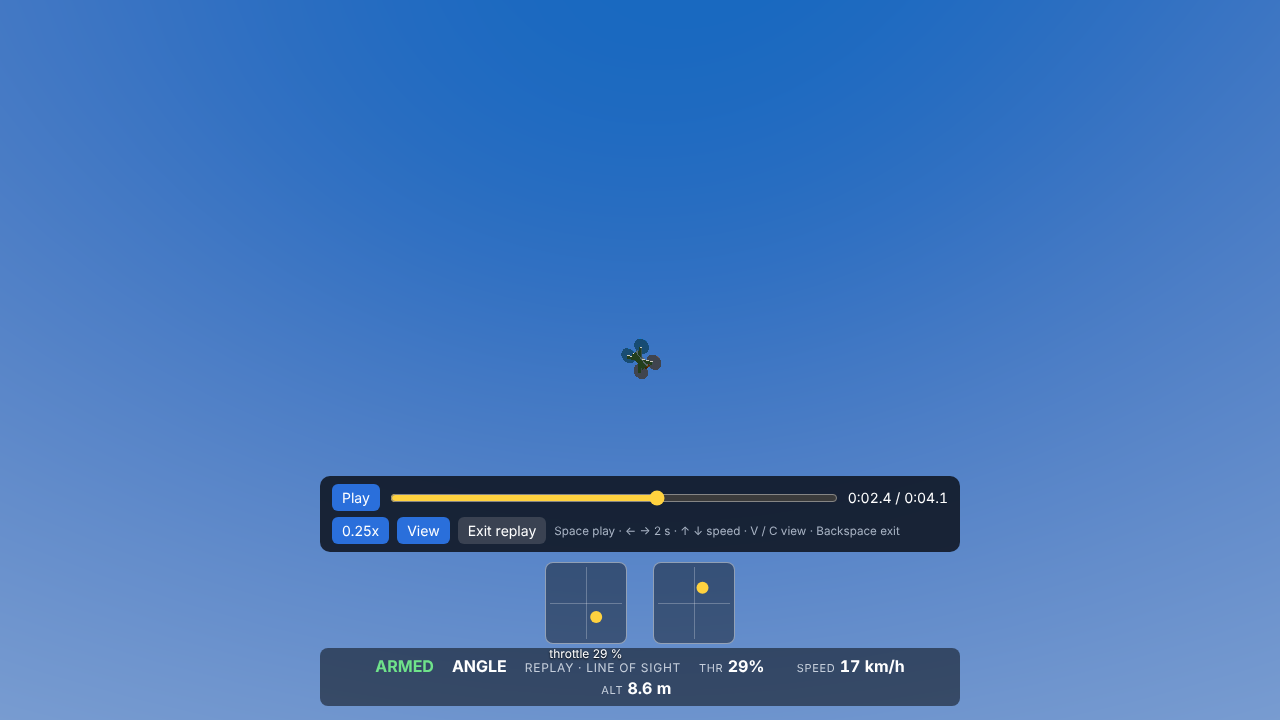 Play 0:02.4 / 0:04.1
0.25x View Exit replay Space play · ← → 2 s · ↑ ↓ speed · V / C view · Backspace exit
throttle 29 %
ARMED ANGLE REPLAY · LINE OF SIGHT THR 29% SPEED 17 km/h
ALT 8.6 m